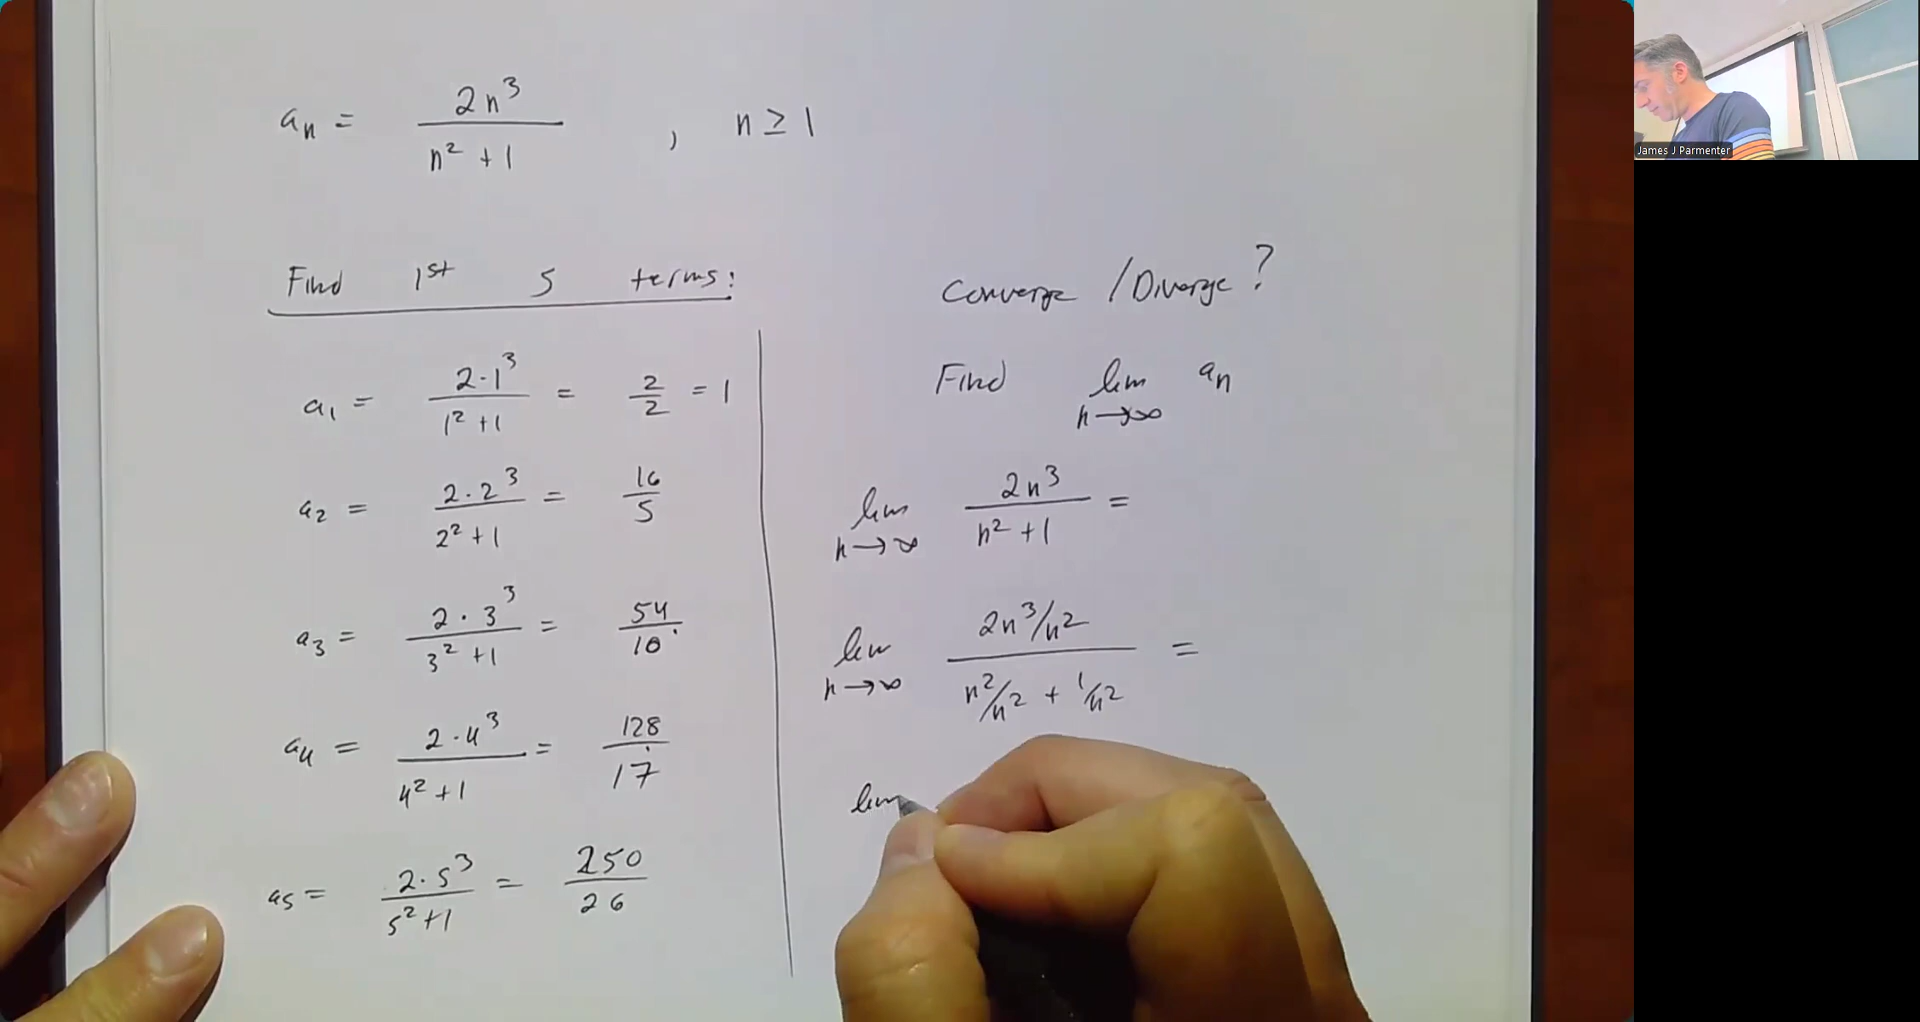 aₙ = 2n³ / (n² + 1) , n ≥ 1
Find 1st 5 terms:
a₁ = (2·1³) / (1² + 1) = 2/2 = 1
a₂ = (2·2³) / (2² + 1) = 16/5
a₃ = (2·3³) / (3² + 1) = 54/10
a₄ = (2·4³) / (4² + 1) = 128/17
a₅ = (2·5³) / (5² + 1) = 250/26
Converge / Diverge?
Find lim n→∞ aₙ
lim n→∞ 2n³ / (n² + 1) =
lim n→∞ (2n³/n²) / (n²/n² + 1/n²) =
lim
James J Parmenter